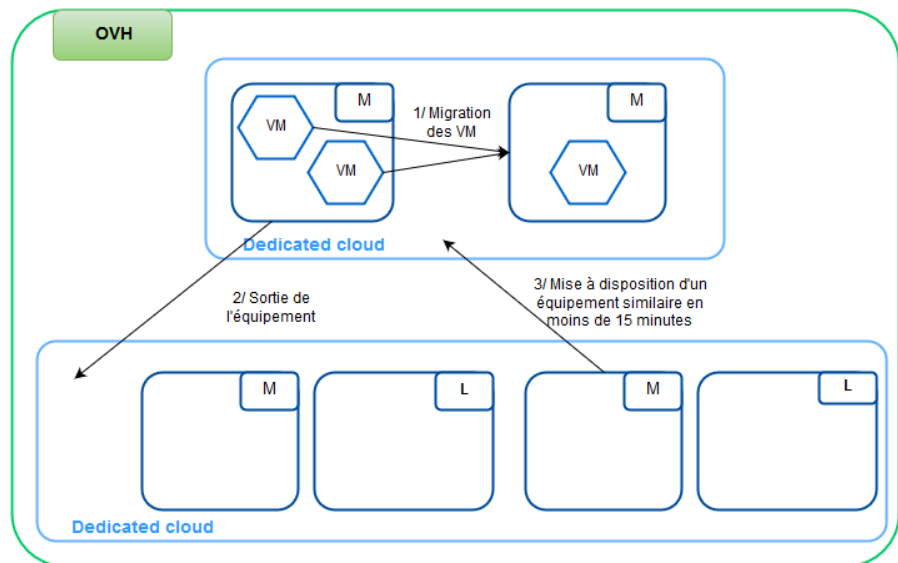 OVH
M
M
VM
1/ Migration
des VM
VM
VM
Dedicated cloud
2/ Sortie de
l'équipement
3/ Mise à disposition d'un
équipement similaire en
moins de 15 minutes
M
L
M
L
Dedicated cloud